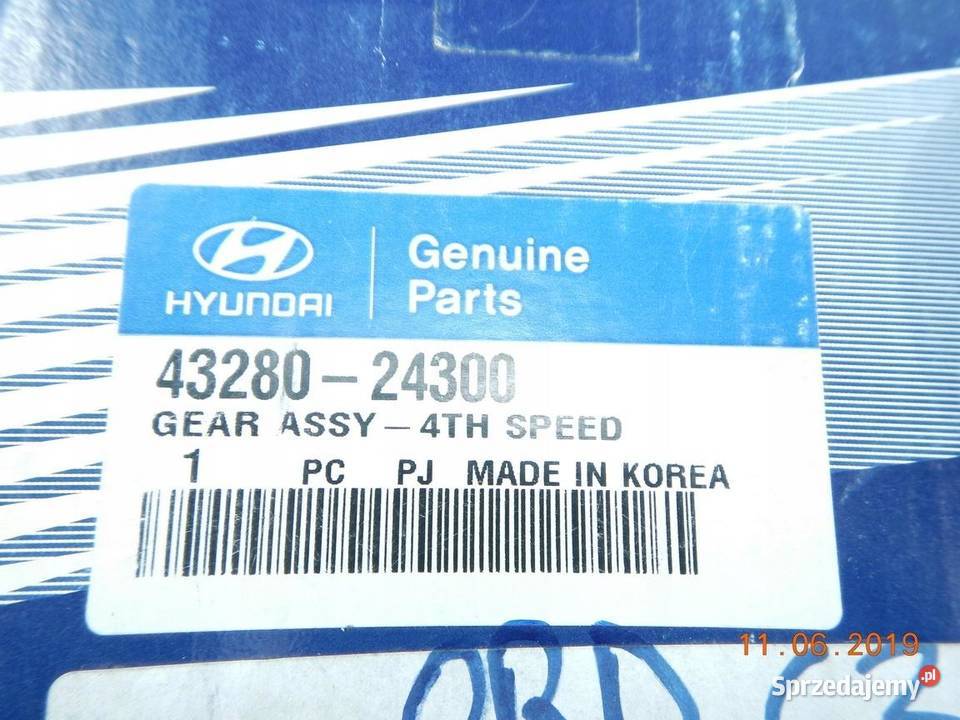 HYUNDAI
Genuine
Parts
43280-24300
GEAR ASSY-4TH SPEED
1 PC PJ MADE IN KOREA
11.06.2019
Sprzedajemy.pl